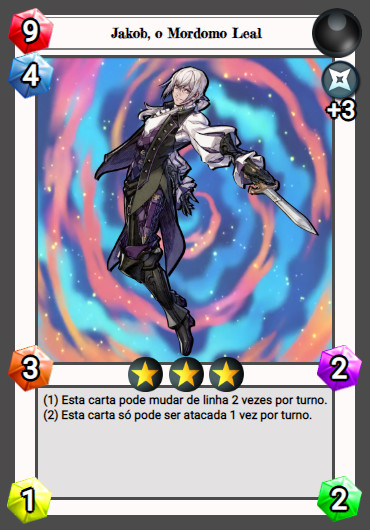 9
Jakob, o Mordomo Leal
4
+3
3
2
(1) Esta carta pode mudar de linha 2 vezes por turno.
(2) Esta carta só pode ser atacada 1 vez por turno.
1
2